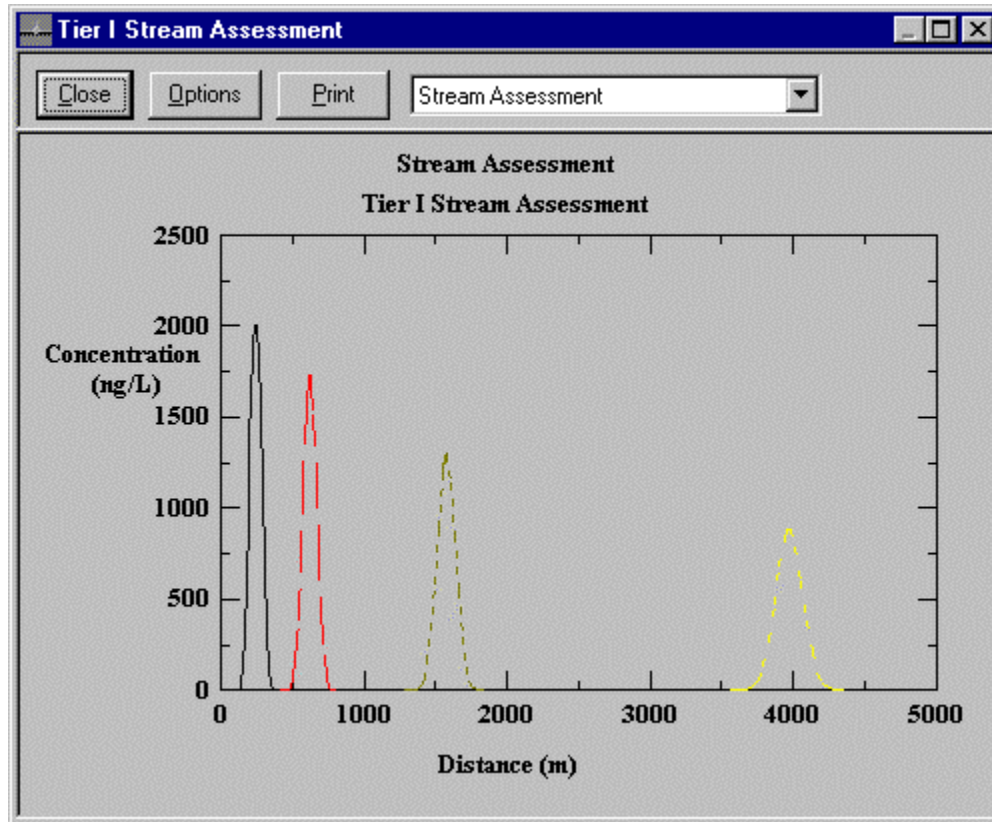 Tier I Stream Assessment
Close Options Print Stream Assessment
Stream Assessment
Tier I Stream Assessment
2500
2000
Concentration
(ng/L)
1500
1000
500
0
0 1000 2000 3000 4000 5000
Distance (m)